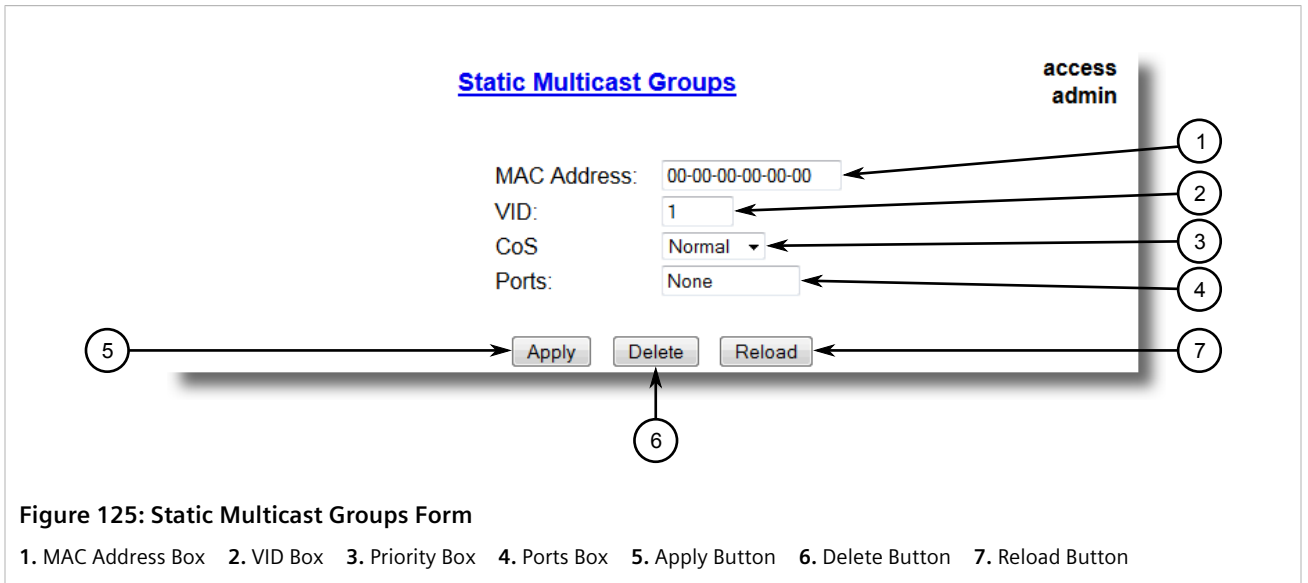 Static Multicast Groups
access
admin
1
MAC Address: 00-00-00-00-00-00
2
VID: 1
3
CoS Normal
Ports: None
4
5
Apply Delete Reload
7
6
Figure 125: Static Multicast Groups Form
1. MAC Address Box 2. VID Box 3. Priority Box 4. Ports Box 5. Apply Button 6. Delete Button 7. Reload Button